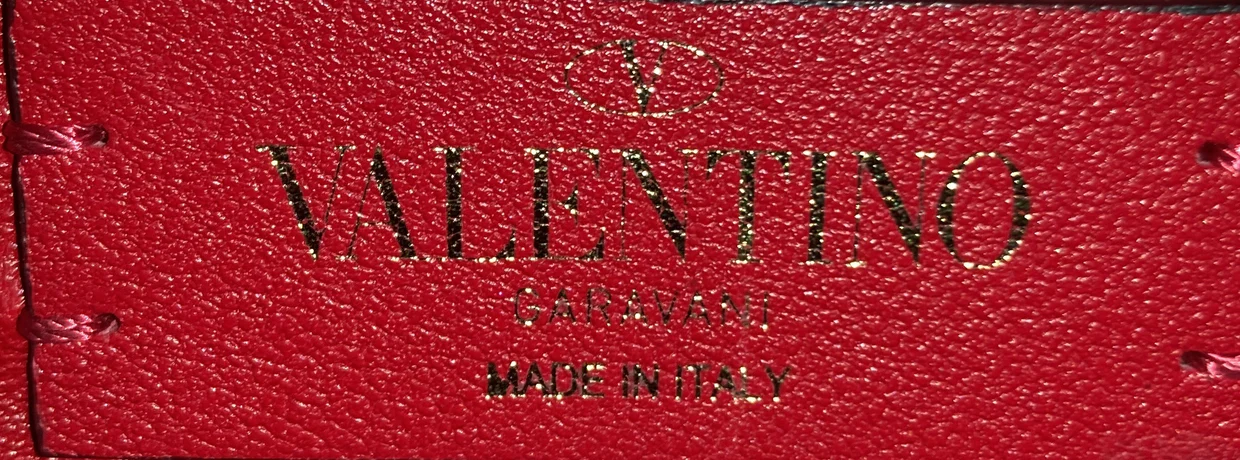 V
VALENTINO
GARAVANI
MADE IN ITALY